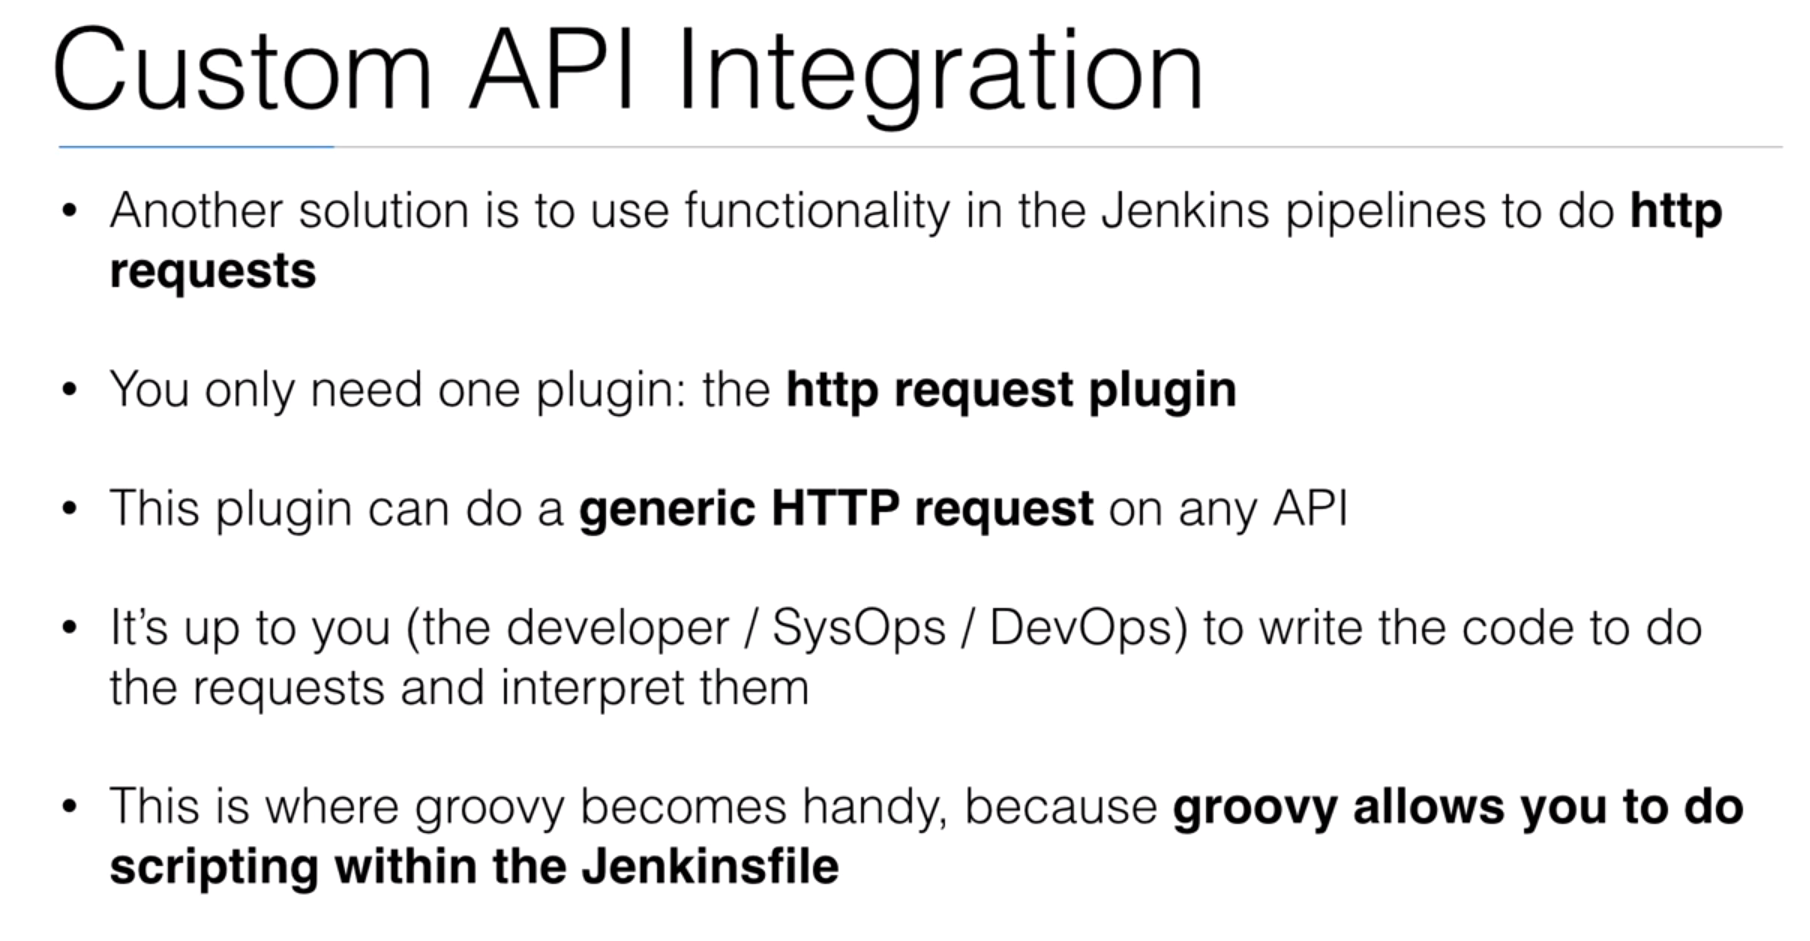 Custom API Integration
• Another solution is to use functionality in the Jenkins pipelines to do http
requests
• You only need one plugin: the http request plugin
• This plugin can do a generic HTTP request on any API
• It’s up to you (the developer / SysOps / DevOps) to write the code to do
the requests and interpret them
• This is where groovy becomes handy, because groovy allows you to do
scripting within the Jenkinsfile